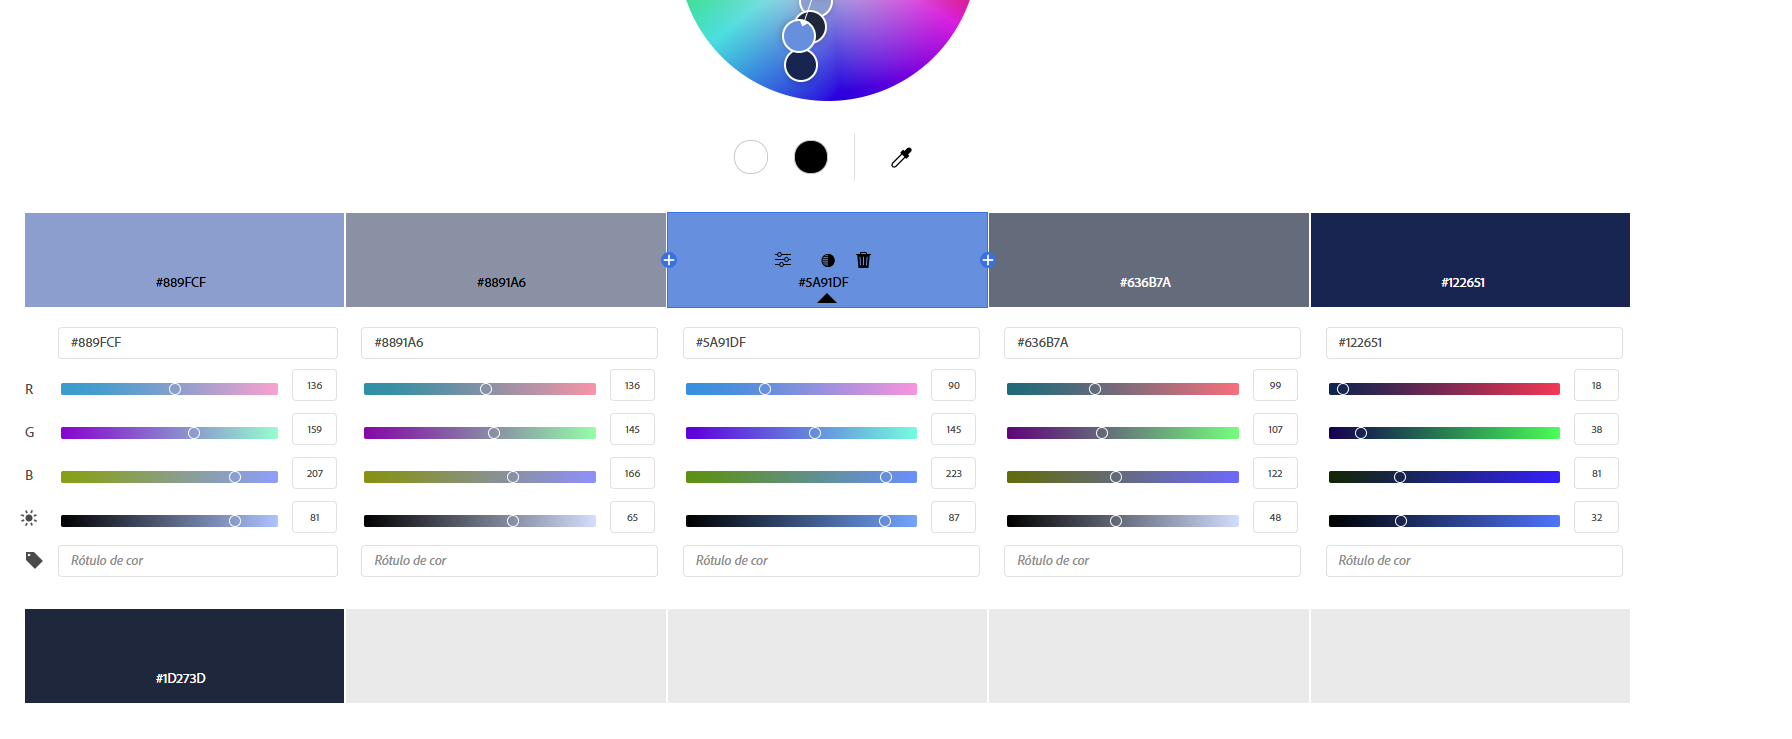 #889FCF #8891A6 #5A91DF #636B7A #122651
#889FCF #8891A6 #5A91DF #636B7A #122651
R 136 136 90 99 18
G 159 145 145 107 38
B 207 166 223 122 81
81 65 87 48 32
Rótulo de cor Rótulo de cor Rótulo de cor Rótulo de cor Rótulo de cor
#1D273D